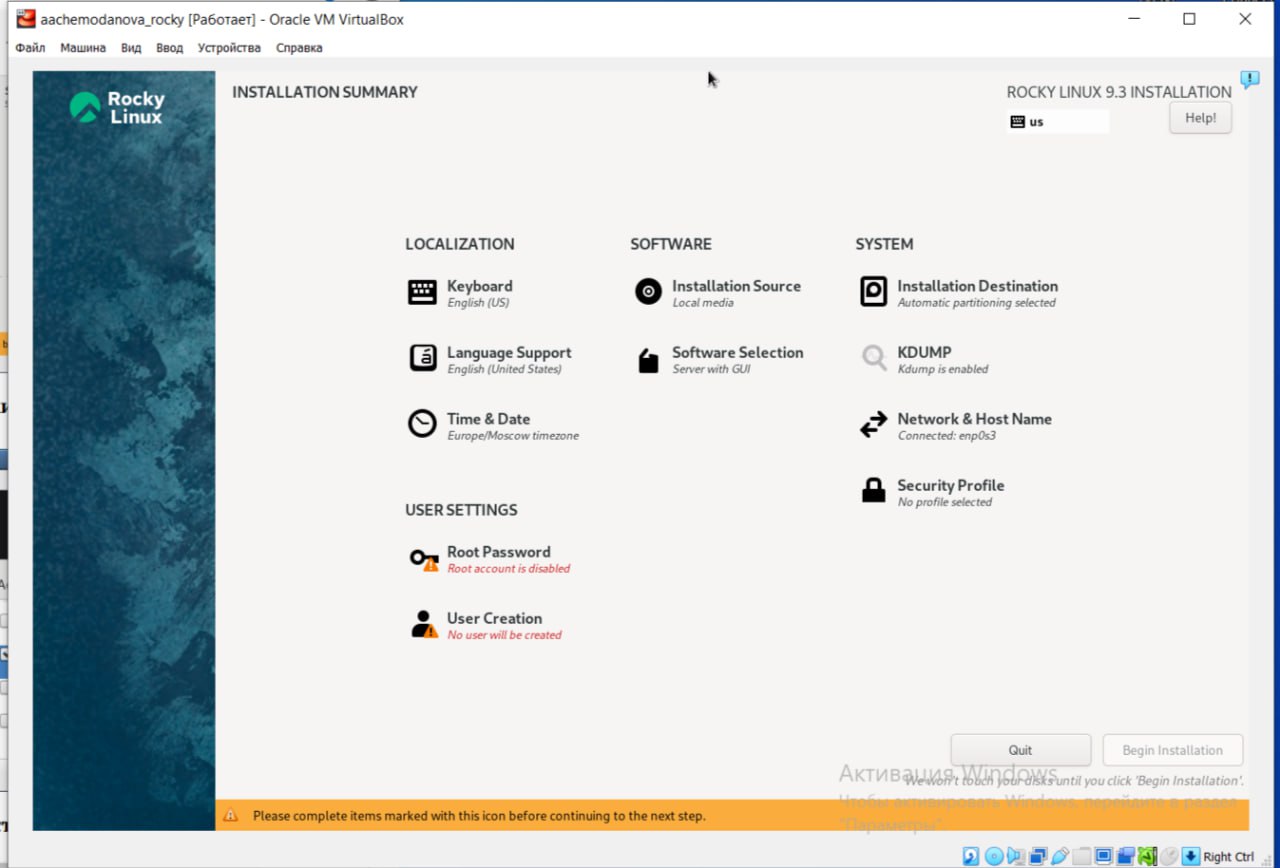 aachemodanova_rocky [Работает] - Oracle VM VirtualBox
Файл Машина Вид Ввод Устройства Справка
Rocky
Linux
INSTALLATION SUMMARY
ROCKY LINUX 9.3 INSTALLATION
us
Help!
LOCALIZATION
Keyboard
English (US)
Language Support
English (United States)
Time & Date
Europe/Moscow timezone
SOFTWARE
Installation Source
Local media
Software Selection
Server with GUI
SYSTEM
Installation Destination
Automatic partitioning selected
KDUMP
Kdump is enabled
Network & Host Name
Connected: enp0s3
Security Profile
No profile selected
USER SETTINGS
Root Password
Root account is disabled
User Creation
No user will be created
Quit
Begin Installation
Активация Windows
We won't touch your disks until you click 'Begin Installation'.
Чтобы активировать Windows, перейдите в раздел
"Параметры".
Please complete items marked with this icon before continuing to the next step.
Right Ctrl